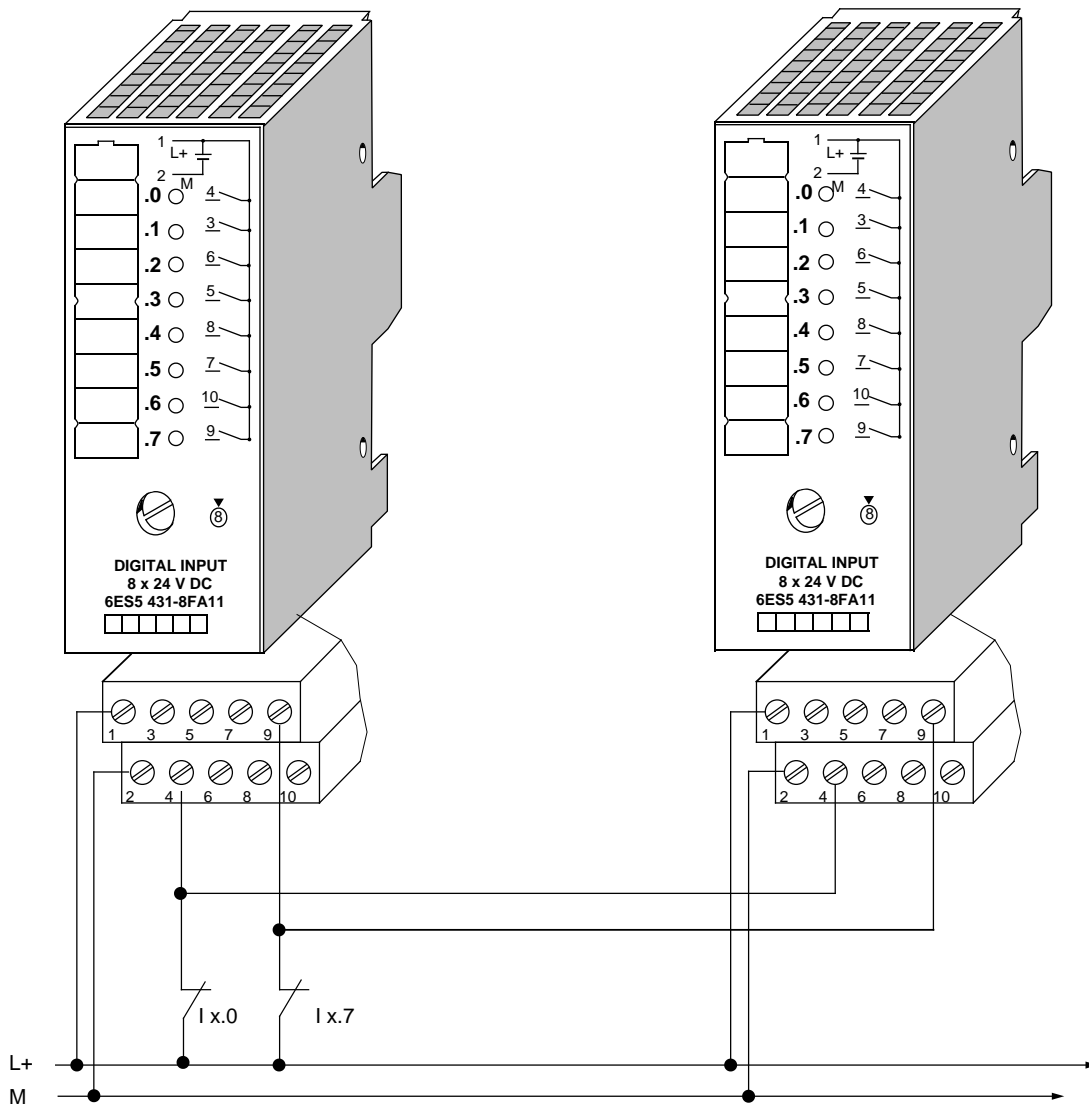 1
L+
2
M
.0 4
.1 3
.2 6
.3 5
.4 8
.5 7
.6 10
.7 9
8
DIGITAL INPUT
8 x 24 V DC
6ES5 431-8FA11
1 3 5 7 9
2 4 6 8 10
1
L+
2
M
.0 4
.1 3
.2 6
.3 5
.4 8
.5 7
.6 10
.7 9
8
DIGITAL INPUT
8 x 24 V DC
6ES5 431-8FA11
1 3 5 7 9
2 4 6 8 10
I x.0
I x.7
L+
M